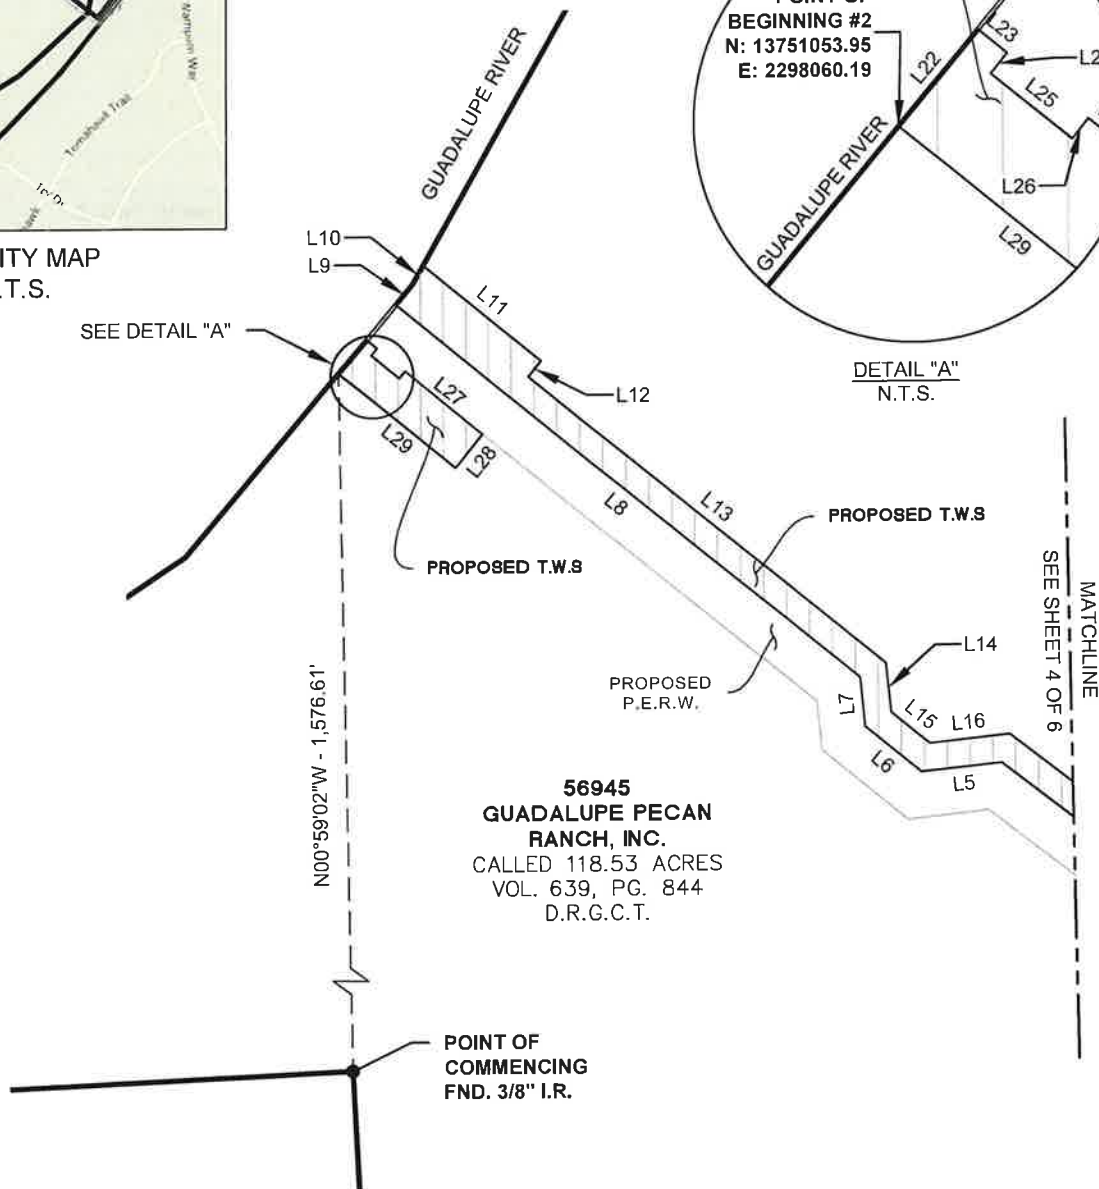 Tomahawk Trail
ITY MAP
.T.S.
GUADALUPE RIVER
BEGINNING #2
N: 13751053.95
E: 2298060.19
L23
L22
L2
L25
L26
L29
GUADALUPE RIVER
DETAIL "A"
N.T.S.
L10
L9
L11
SEE DETAIL "A"
L12
L27
L29
L28
L8
L13
PROPOSED T.W.S
PROPOSED T.W.S
L14
PROPOSED
P.E.R.W.
L7
L15
L16
L6
L5
MATCHLINE
SEE SHEET 4 OF 6
N00°59'02"W - 1,576.61'
56945
GUADALUPE PECAN
RANCH, INC.
CALLED 118.53 ACRES
VOL. 639, PG. 844
D.R.G.C.T.
POINT OF
COMMENCING
FND. 3/8" I.R.